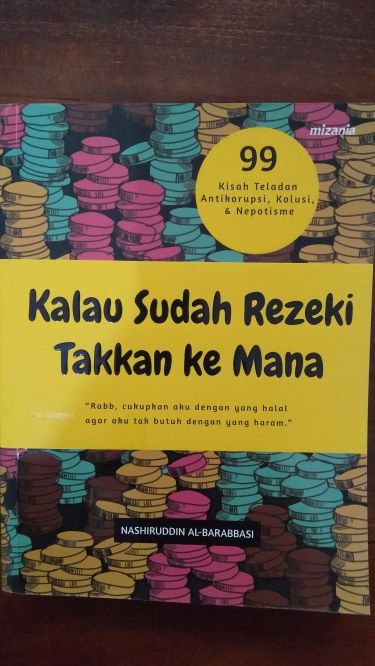 mizania
99
Kisah Teladan
Antikorupsi, Kolusi,
& Nepotisme
Kalau Sudah Rezeki
Takkan ke Mana
"Rabb, cukupkan aku dengan yang halal
agar aku tak butuh dengan yang haram."
NASHIRUDDIN AL-BARABBASI